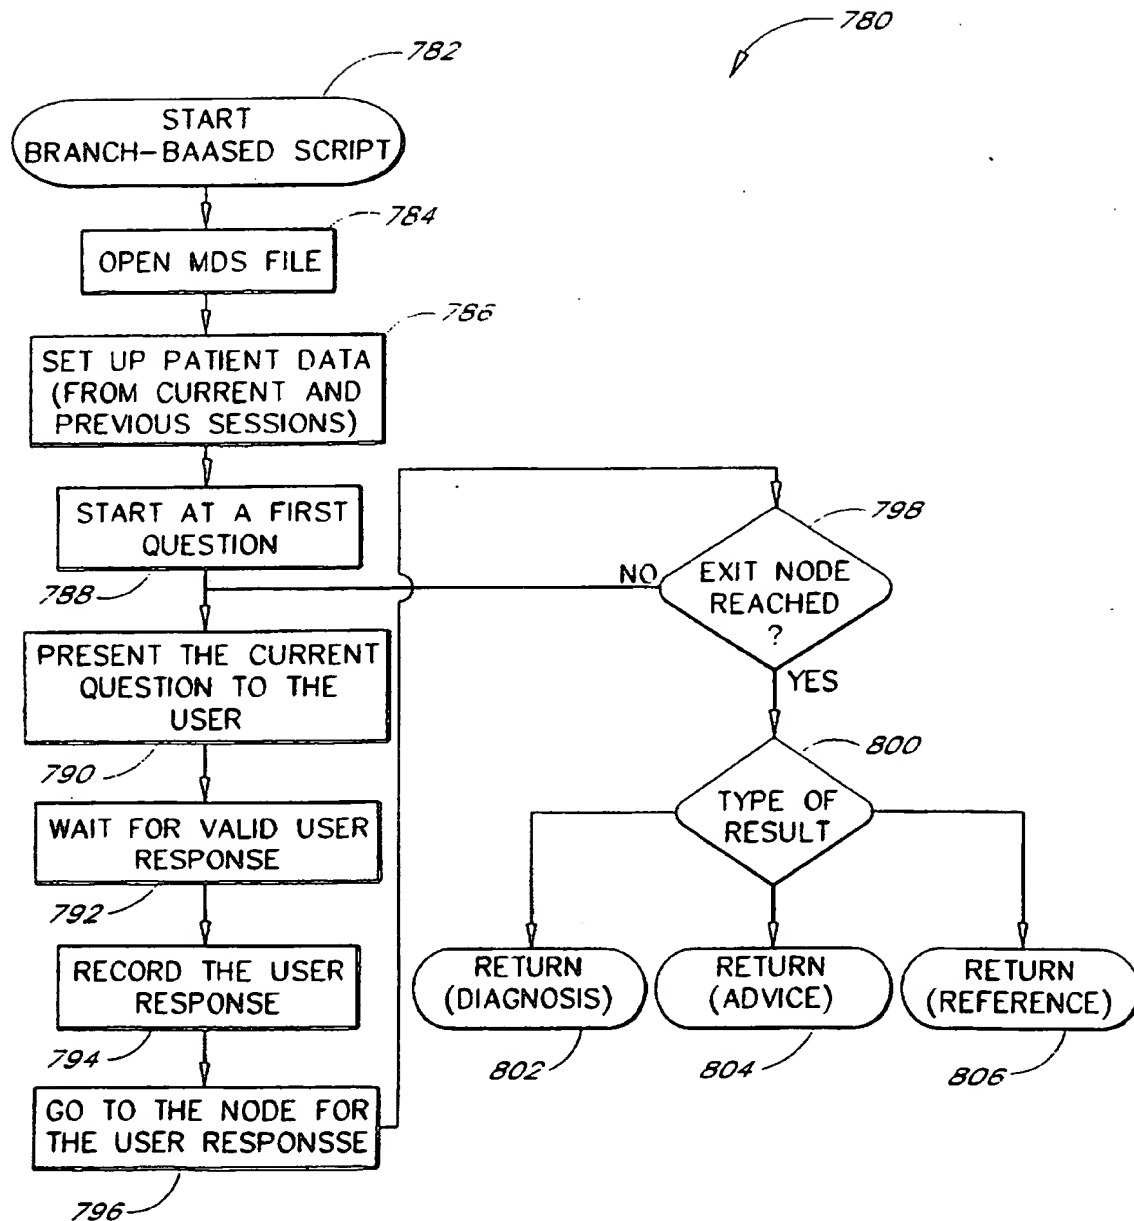 780
782
START
BRANCH-BAASED SCRIPT
784
OPEN MDS FILE
786
SET UP PATIENT DATA
(FROM CURRENT AND
PREVIOUS SESSIONS)
START AT A FIRST
QUESTION
788
PRESENT THE CURRENT
QUESTION TO THE
USER
790
WAIT FOR VALID USER
RESPONSE
792
RECORD THE USER
RESPONSE
794
GO TO THE NODE FOR
THE USER RESPONSSE
796
798
NO
EXIT NODE
REACHED
?
YES
800
TYPE OF
RESULT
RETURN
(DIAGNOSIS)
802
RETURN
(ADVICE)
804
RETURN
(REFERENCE)
806